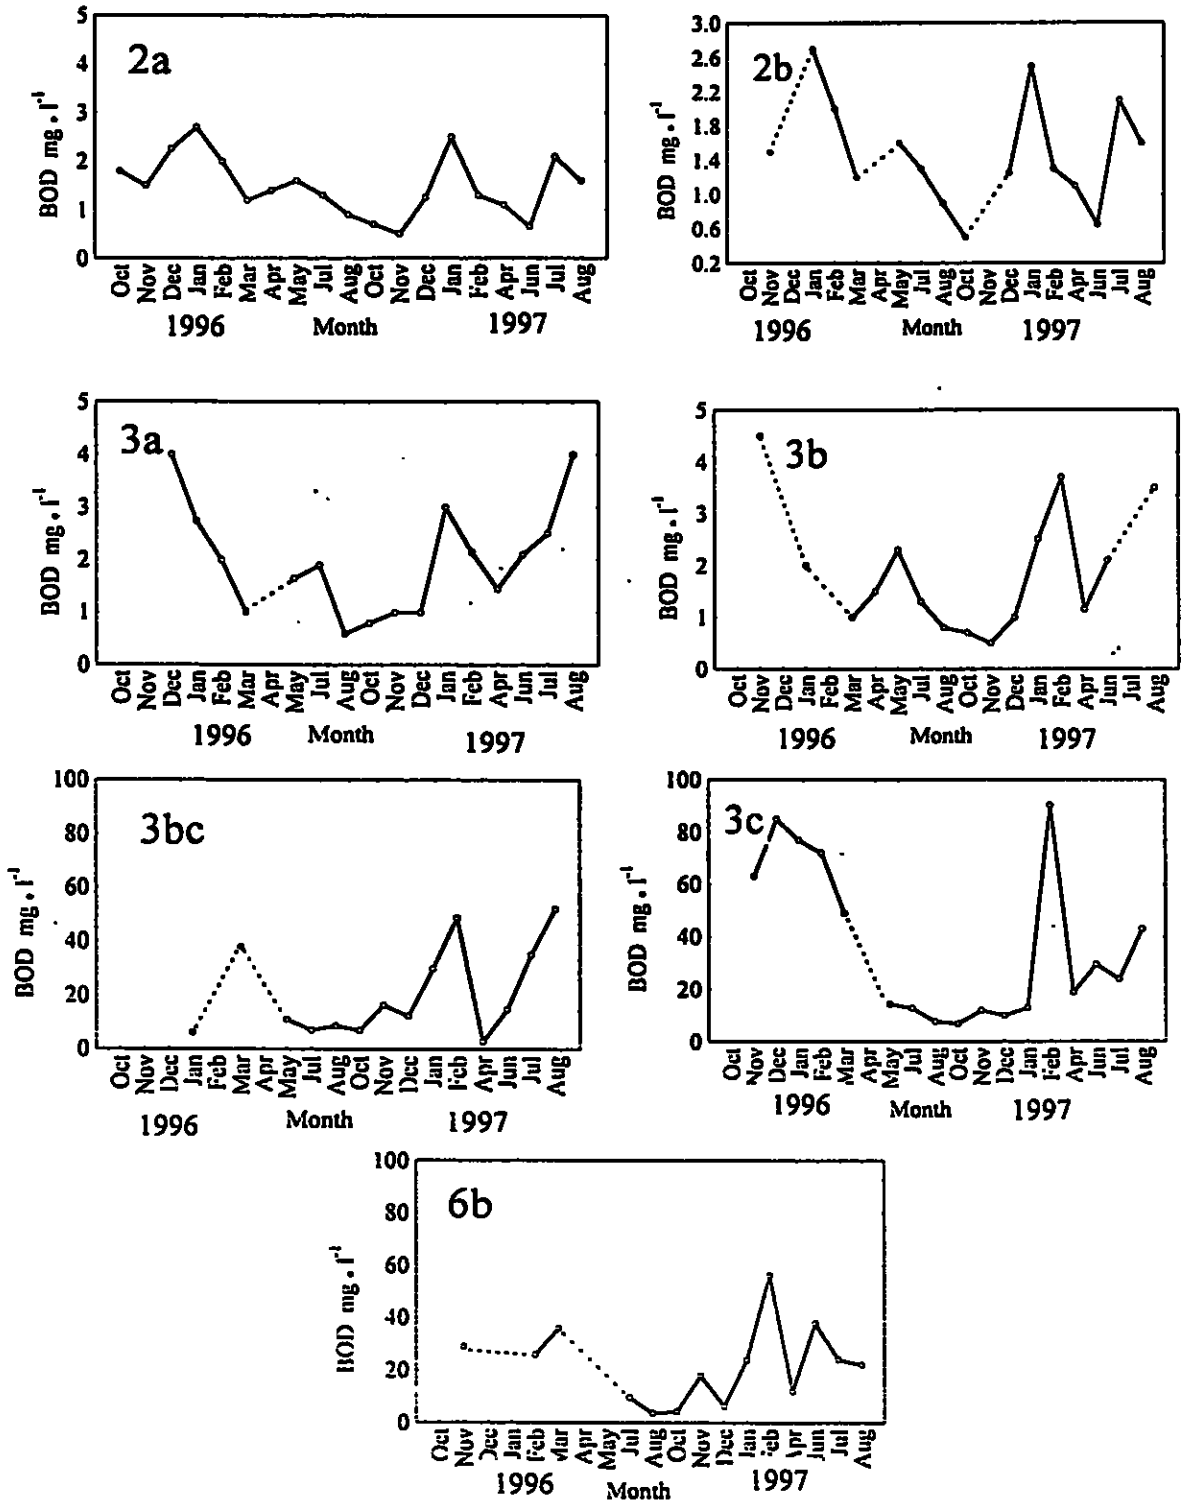 2a
BOD mg . l⁻¹
5
4
3
2
1
0
Oct Nov Dec Jan Feb Mar Apr May Jul Aug Oct Nov Dec Jan Feb Apr Jun Jul Aug
1996 Month 1997
2b
BOD mg . l⁻¹
3.0
2.6
2.2
1.8
1.4
1.0
0.6
0.2
Oct Nov Dec Jan Feb Mar Apr May Jul Aug Oct Nov Dec Jan Feb Apr Jun Jul Aug
1996 Month 1997
3a
BOD mg . l⁻¹
5
4
3
2
1
0
Oct Nov Dec Jan Feb Mar Apr May Jul Aug Oct Nov Dec Jan Feb Apr Jun Jul Aug
1996 Month 1997
3b
BOD mg . l⁻¹
5
4
3
2
1
0
Oct Nov Dec Jan Feb Mar Apr May Jul Aug Oct Nov Dec Jan Feb Apr Jun Jul Aug
1996 Month 1997
3bc
BOD mg . l⁻¹
100
80
60
40
20
0
Oct Nov Dec Jan Feb Mar Apr May Jul Aug Oct Nov Dec Jan Feb Apr Jun Jul Aug
1996 Month 1997
3c
BOD mg . l⁻¹
100
80
60
40
20
0
Oct Nov Dec Jan Feb Mar Apr May Jul Aug Oct Nov Dec Jan Feb Apr Jun Jul Aug
1996 Month 1997
6b
BOD mg . l⁻¹
100
80
60
40
20
0
Oct Nov Dec Jan Feb Mar Apr May Jul Aug Oct Nov Dec Jan Feb Apr Jun Jul Aug
1996 Month 1997